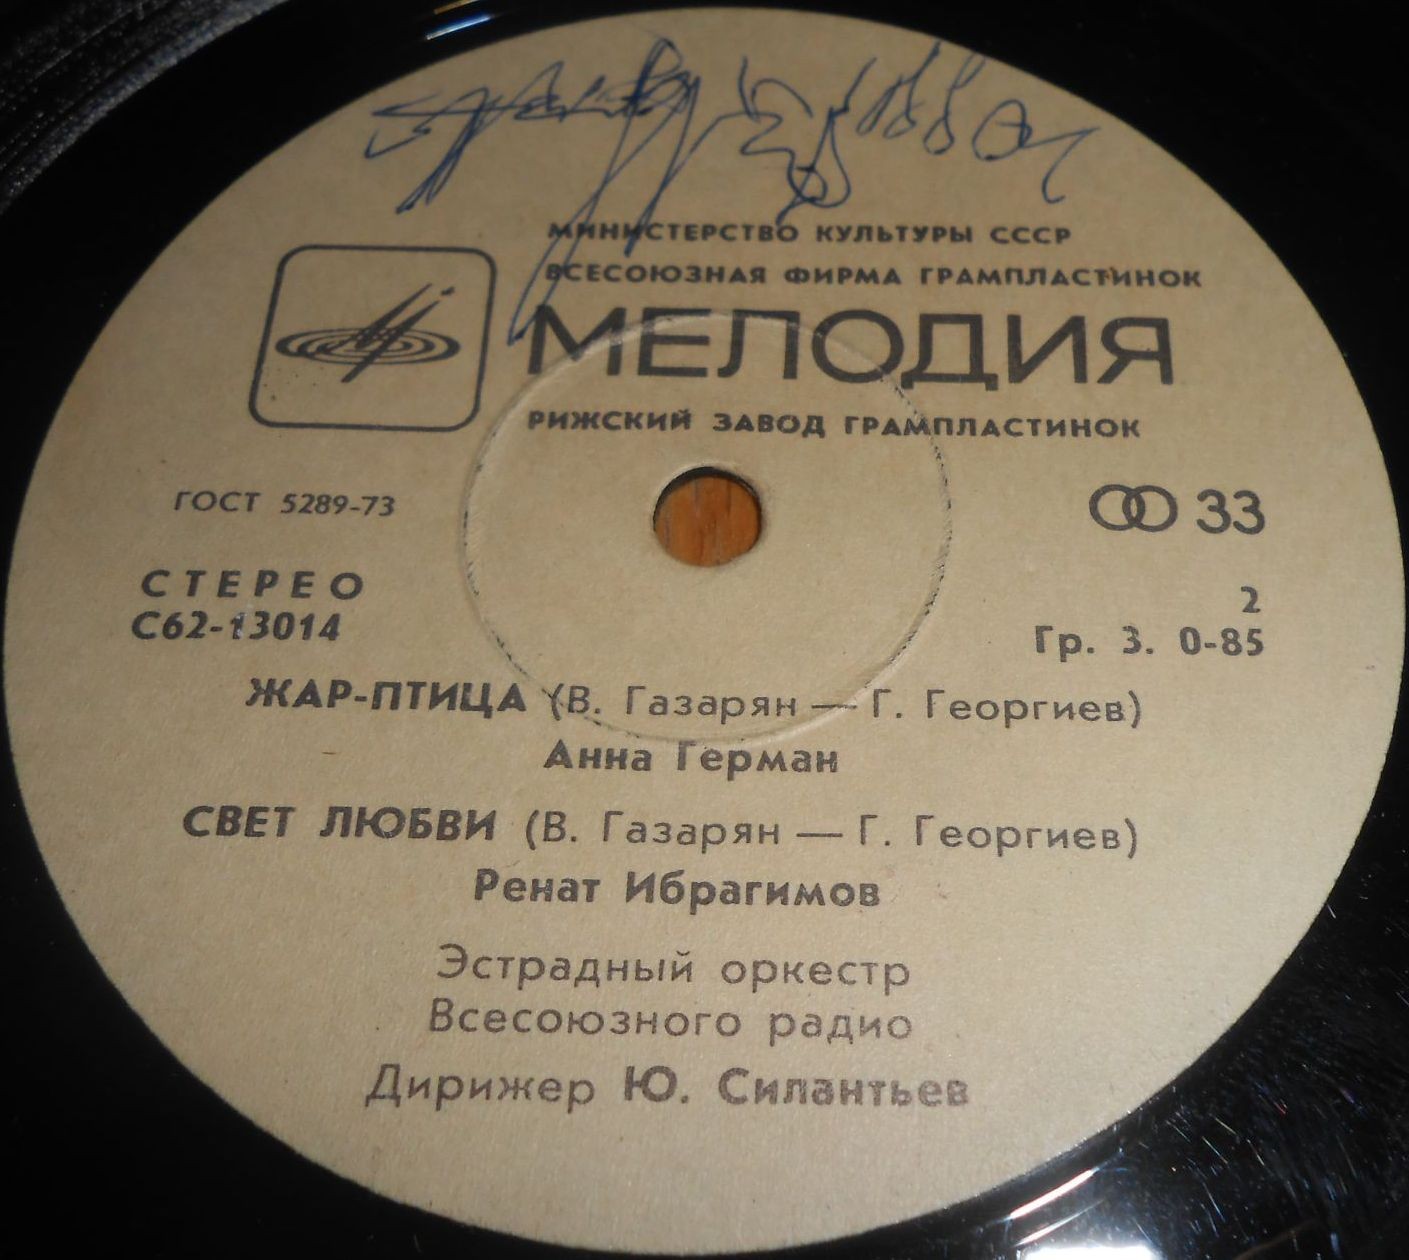 МИНИСТЕРСТВО КУЛЬТУРЫ СССР
ВСЕСОЮЗНАЯ ФИРМА ГРАМПЛАСТИНОК
МЕЛОДИЯ
РИЖСКИЙ ЗАВОД ГРАМПЛАСТИНОК
ГОСТ 5289-73
33
СТЕРЕО
2
С62-13014
Гр. 3. 0-85
ЖАР-ПТИЦА (В. Газарян — Г. Георгиев)
Анна Герман
СВЕТ ЛЮБВИ (В. Газарян — Г. Георгиев)
Ренат Ибрагимов
Эстрадный оркестр
Всесоюзного радио
Дирижер Ю. Силантьев